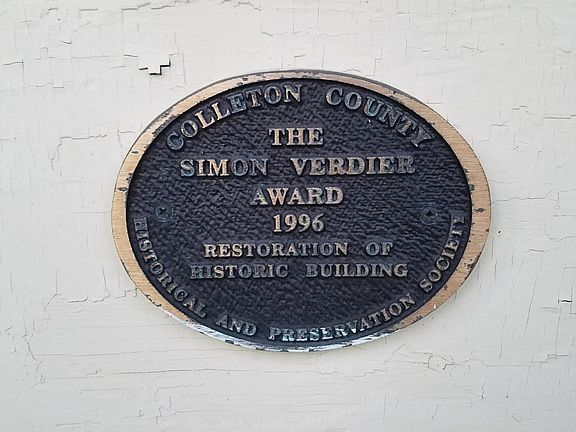 COLLETON COUNTY
THE
SIMON VERDIER
AWARD
1996
RESTORATION OF
HISTORIC BUILDING
HISTORICAL AND PRESERVATION SOCIETY